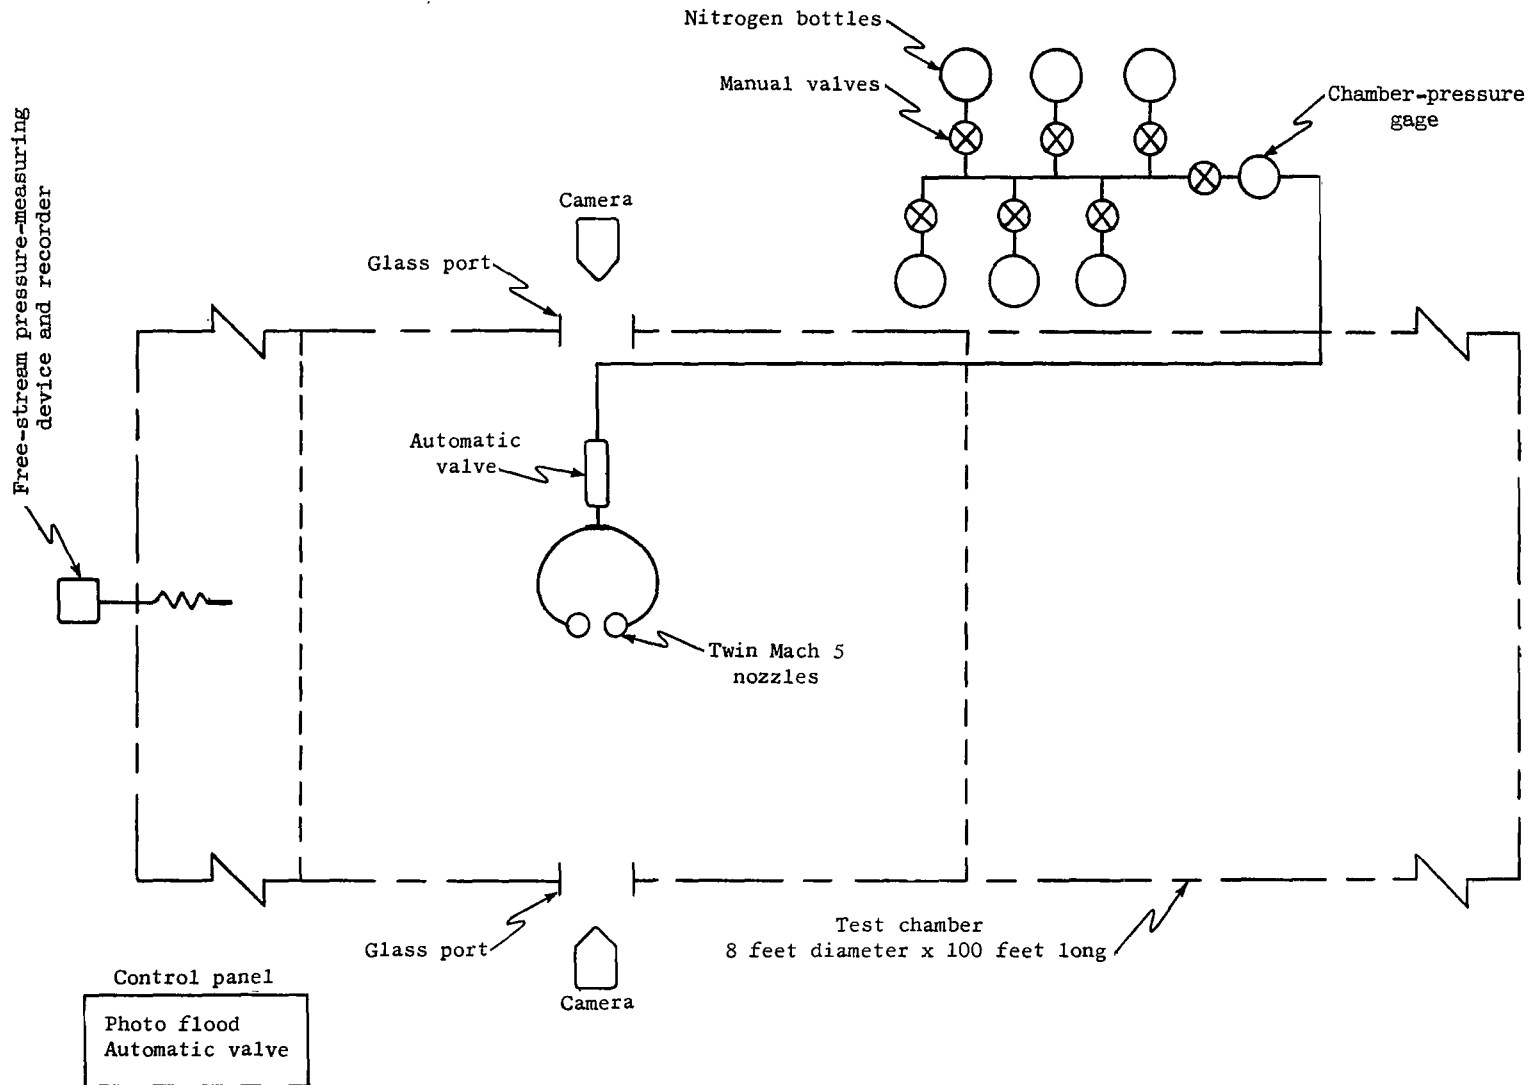 Nitrogen bottles
Manual valves
Chamber-pressure
gage
Free-stream pressure-measuring
device and recorder
Camera
Glass port
Automatic
valve
Twin Mach 5
nozzles
Test chamber
8 feet diameter x 100 feet long
Glass port
Camera
Control panel
Photo flood
Automatic valve